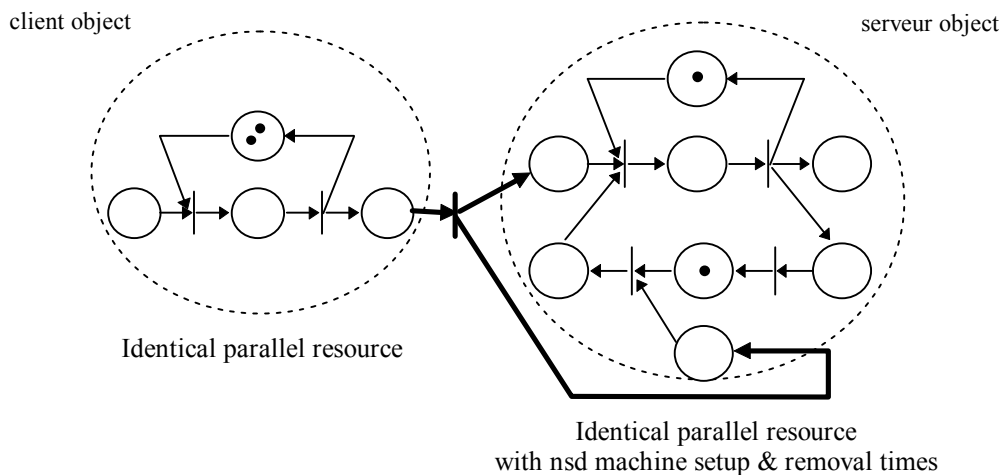 client object
serveur object
Identical parallel resource
Identical parallel resource
with nsd machine setup & removal times